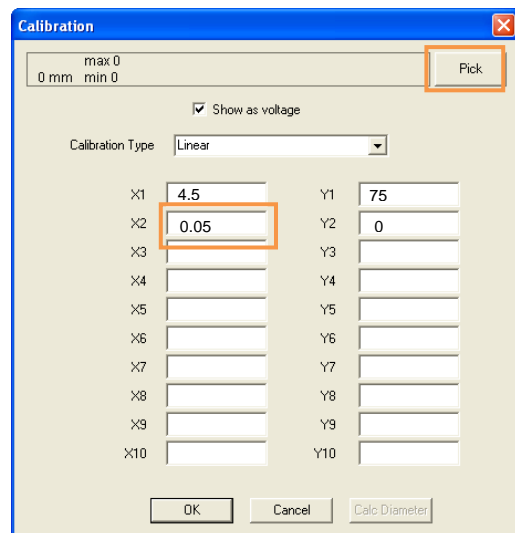 Calibration
max 0
0 mm min 0
Pick
Show as voltage
Calibration Type Linear
X1 4.5 Y1 75
X2 0.05 Y2 0
X3 Y3
X4 Y4
X5 Y5
X6 Y6
X7 Y7
X8 Y8
X9 Y9
X10 Y10
OK Cancel Calc Diameter